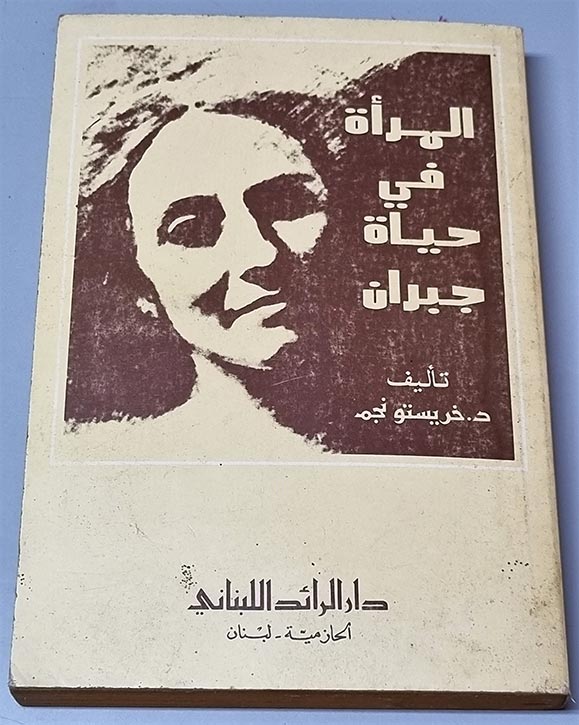 المرأة
في
حياة
جبران
تأليف
د. خريستو نجم
دار الرائد اللبناني
الحازمية - لبنان